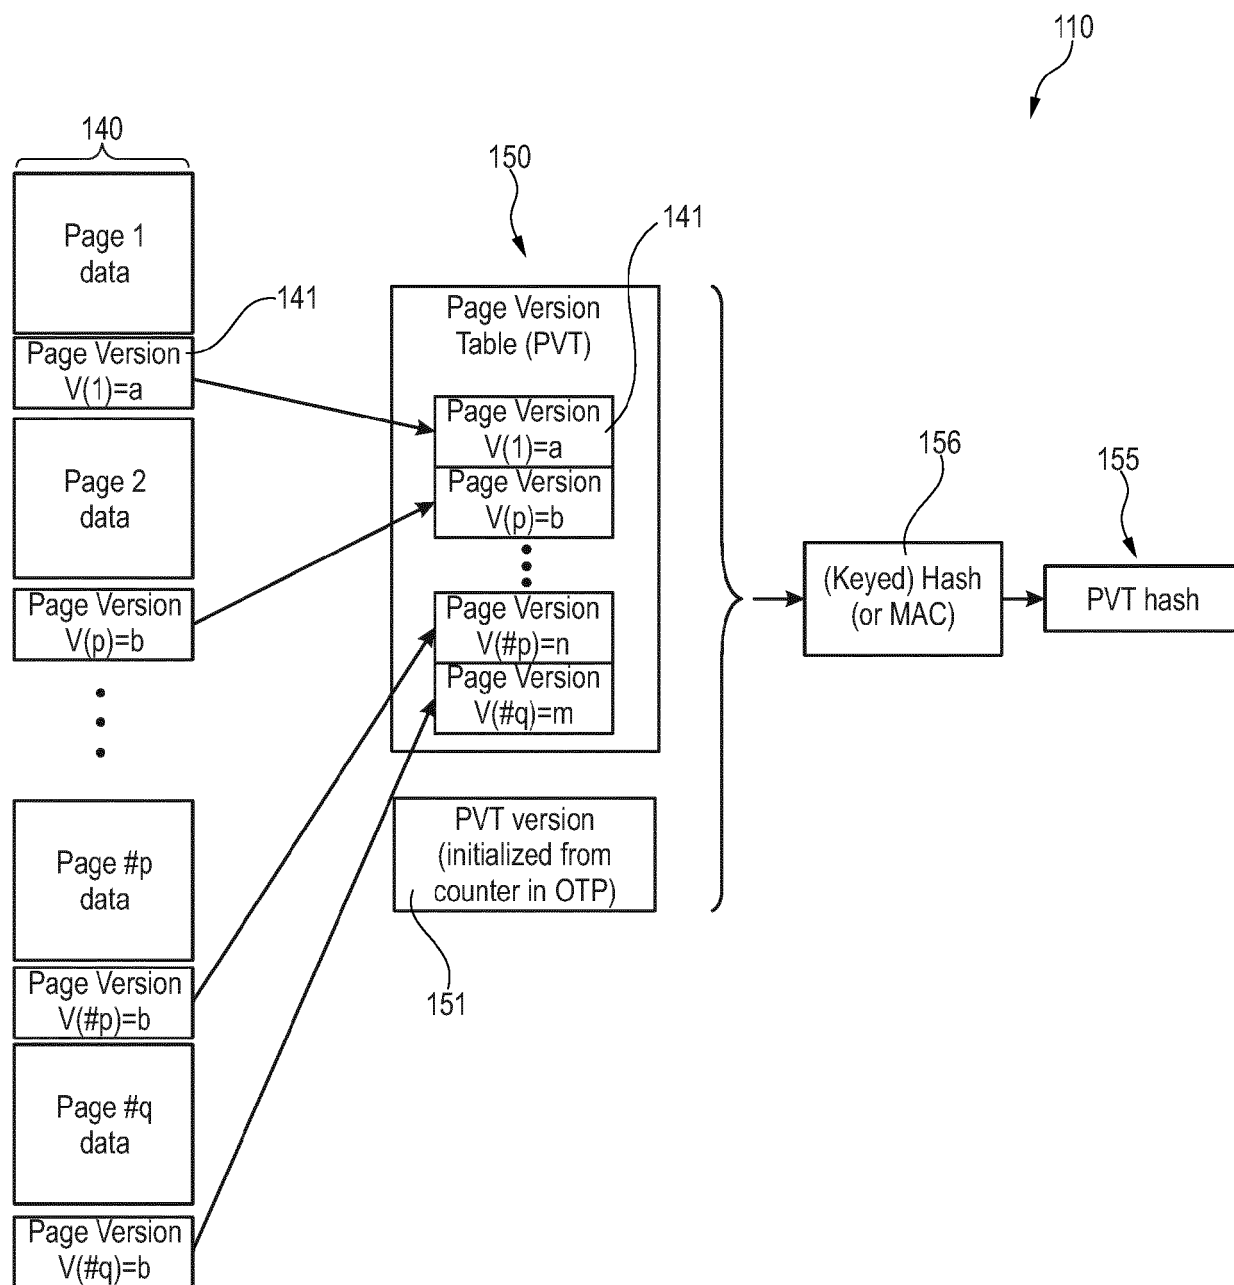 110
140
Page 1
data
141
Page Version
V(1)=a
Page 2
data
Page Version
V(p)=b
Page #p
data
Page Version
V(#p)=b
Page #q
data
Page Version
V(#q)=b
150
141
Page Version
Table (PVT)
Page Version
V(1)=a
Page Version
V(p)=b
Page Version
V(#p)=n
Page Version
V(#q)=m
PVT version
(initialized from
counter in OTP)
151
156
(Keyed) Hash
(or MAC)
155
PVT hash